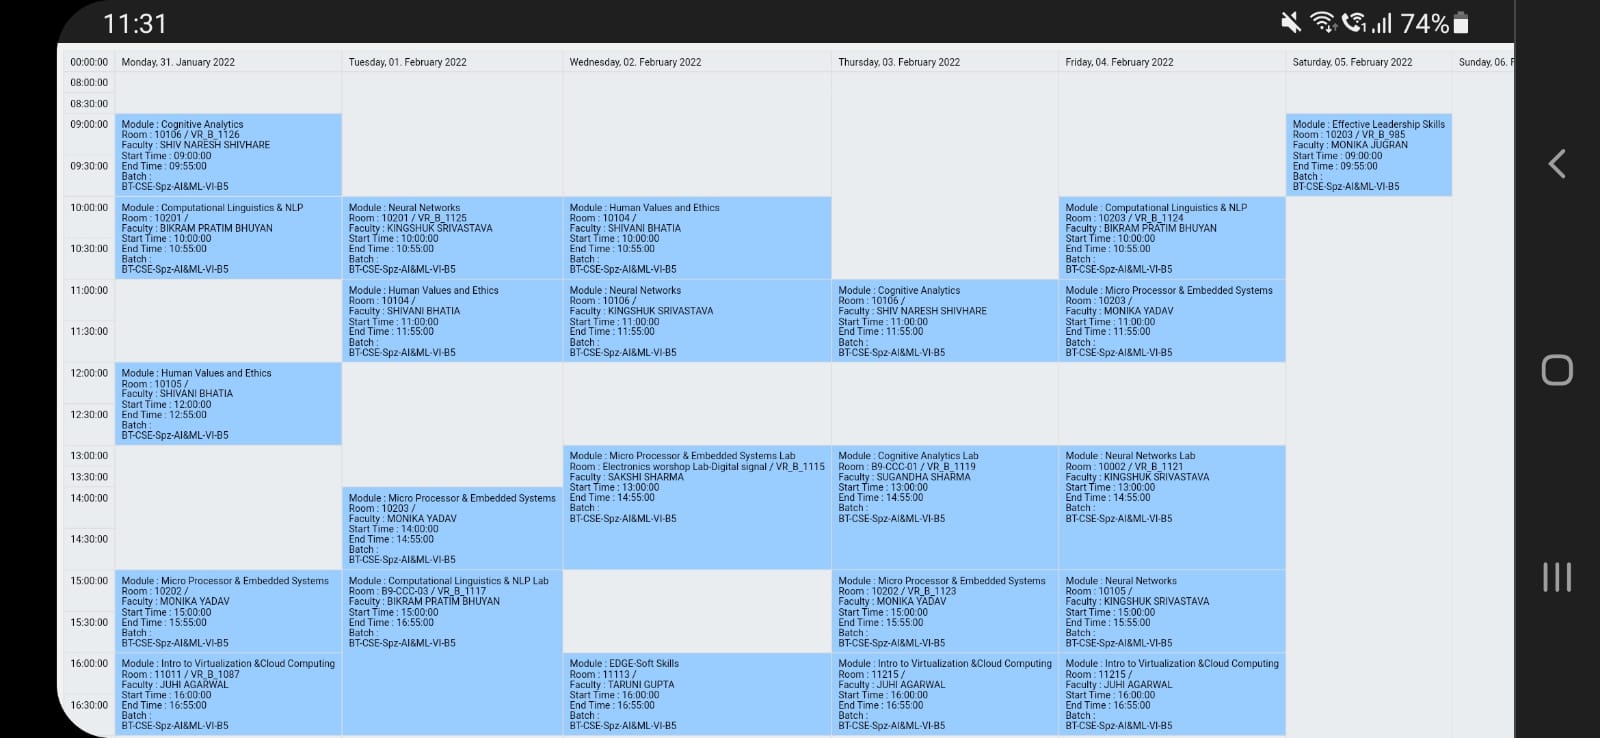 11:31
74%
00:00:00 Monday, 31. January 2022 Tuesday, 01. February 2022 Wednesday, 02. February 2022 Thursday, 03. February 2022 Friday, 04. February 2022 Saturday, 05. February 2022 Sunday, 06. F
08:00:00
08:30:00
09:00:00
09:30:00
10:00:00
10:30:00
11:00:00
11:30:00
12:00:00
12:30:00
13:00:00
13:30:00
14:00:00
14:30:00
15:00:00
15:30:00
16:00:00
16:30:00
Module : Cognitive Analytics
Room : 10106 / VR_B_1126
Faculty : SHIV NARESH SHIVHARE
Start Time : 09:00:00
End Time : 09:55:00
Batch :
BT-CSE-Spz-AI&ML-VI-B5
Module : Computational Linguistics & NLP
Room : 10201 /
Faculty : BIKRAM PRATIM BHUYAN
Start Time : 10:00:00
End Time : 10:55:00
Batch :
BT-CSE-Spz-AI&ML-VI-B5
Module : Human Values and Ethics
Room : 10105 /
Faculty : SHIVANI BHATIA
Start Time : 12:00:00
End Time : 12:55:00
Batch :
BT-CSE-Spz-AI&ML-VI-B5
Module : Micro Processor & Embedded Systems
Room : 10202 /
Faculty : MONIKA YADAV
Start Time : 15:00:00
End Time : 15:55:00
Batch :
BT-CSE-Spz-AI&ML-VI-B5
Module : Intro to Virtualization &Cloud Computing
Room : 11011 / VR_B_1087
Faculty : JUHI AGARWAL
Start Time : 16:00:00
End Time : 16:55:00
Batch :
BT-CSE-Spz-AI&ML-VI-B5
Module : Neural Networks
Room : 10201 / VR_B_1125
Faculty : KINGSHUK SRIVASTAVA
Start Time : 10:00:00
End Time : 10:55:00
Batch :
BT-CSE-Spz-AI&ML-VI-B5
Module : Human Values and Ethics
Room : 10104 /
Faculty : SHIVANI BHATIA
Start Time : 11:00:00
End Time : 11:55:00
Batch :
BT-CSE-Spz-AI&ML-VI-B5
Module : Micro Processor & Embedded Systems
Room : 10203 /
Faculty : MONIKA YADAV
Start Time : 14:00:00
End Time : 14:55:00
Batch :
BT-CSE-Spz-AI&ML-VI-B5
Module : Computational Linguistics & NLP Lab
Room : B9-CCC-03 / VR_B_1117
Faculty : BIKRAM PRATIM BHUYAN
Start Time : 15:00:00
End Time : 16:55:00
Batch :
BT-CSE-Spz-AI&ML-VI-B5
Module : Human Values and Ethics
Room : 10104 /
Faculty : SHIVANI BHATIA
Start Time : 10:00:00
End Time : 10:55:00
Batch :
BT-CSE-Spz-AI&ML-VI-B5
Module : Neural Networks
Room : 10106 /
Faculty : KINGSHUK SRIVASTAVA
Start Time : 11:00:00
End Time : 11:55:00
Batch :
BT-CSE-Spz-AI&ML-VI-B5
Module : Micro Processor & Embedded Systems Lab
Room : Electronics worshop Lab-Digital signal / VR_B_1115
Faculty : SAKSHI SHARMA
Start Time : 13:00:00
End Time : 14:55:00
Batch :
BT-CSE-Spz-AI&ML-VI-B5
Module : EDGE-Soft Skills
Room : 11113 /
Faculty : TARUNI GUPTA
Start Time : 16:00:00
End Time : 16:55:00
Batch :
BT-CSE-Spz-AI&ML-VI-B5
Module : Cognitive Analytics
Room : 10106 /
Faculty : SHIV NARESH SHIVHARE
Start Time : 11:00:00
End Time : 11:55:00
Batch :
BT-CSE-Spz-AI&ML-VI-B5
Module : Cognitive Analytics Lab
Room : B9-CCC-01 / VR_B_1119
Faculty : SUGANDHA SHARMA
Start Time : 13:00:00
End Time : 14:55:00
Batch :
BT-CSE-Spz-AI&ML-VI-B5
Module : Micro Processor & Embedded Systems
Room : 10202 / VR_B_1123
Faculty : MONIKA YADAV
Start Time : 15:00:00
End Time : 15:55:00
Batch :
BT-CSE-Spz-AI&ML-VI-B5
Module : Intro to Virtualization &Cloud Computing
Room : 11215 /
Faculty : JUHI AGARWAL
Start Time : 16:00:00
End Time : 16:55:00
Batch :
BT-CSE-Spz-AI&ML-VI-B5
Module : Computational Linguistics & NLP
Room : 10203 / VR_B_1124
Faculty : BIKRAM PRATIM BHUYAN
Start Time : 10:00:00
End Time : 10:55:00
Batch :
BT-CSE-Spz-AI&ML-VI-B5
Module : Micro Processor & Embedded Systems
Room : 10203 /
Faculty : MONIKA YADAV
Start Time : 11:00:00
End Time : 11:55:00
Batch :
BT-CSE-Spz-AI&ML-VI-B5
Module : Neural Networks Lab
Room : 10002 / VR_B_1121
Faculty : KINGSHUK SRIVASTAVA
Start Time : 13:00:00
End Time : 14:55:00
Batch :
BT-CSE-Spz-AI&ML-VI-B5
Module : Neural Networks
Room : 10105 /
Faculty : KINGSHUK SRIVASTAVA
Start Time : 15:00:00
End Time : 15:55:00
Batch :
BT-CSE-Spz-AI&ML-VI-B5
Module : Intro to Virtualization &Cloud Computing
Room : 11215 /
Faculty : JUHI AGARWAL
Start Time : 16:00:00
End Time : 16:55:00
Batch :
BT-CSE-Spz-AI&ML-VI-B5
Module : Effective Leadership Skills
Room : 10203 / VR_B_985
Faculty : MONIKA JUGRAN
Start Time : 09:00:00
End Time : 09:55:00
Batch :
BT-CSE-Spz-AI&ML-VI-B5